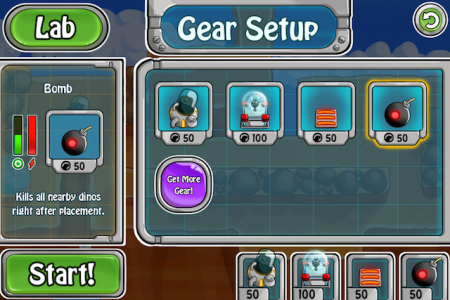 Lab
Gear Setup
Bomb
50
Kills all nearby dinos
right after placement.
50
100
50
50
Get More
Gear!
Start!
50
100
50
50